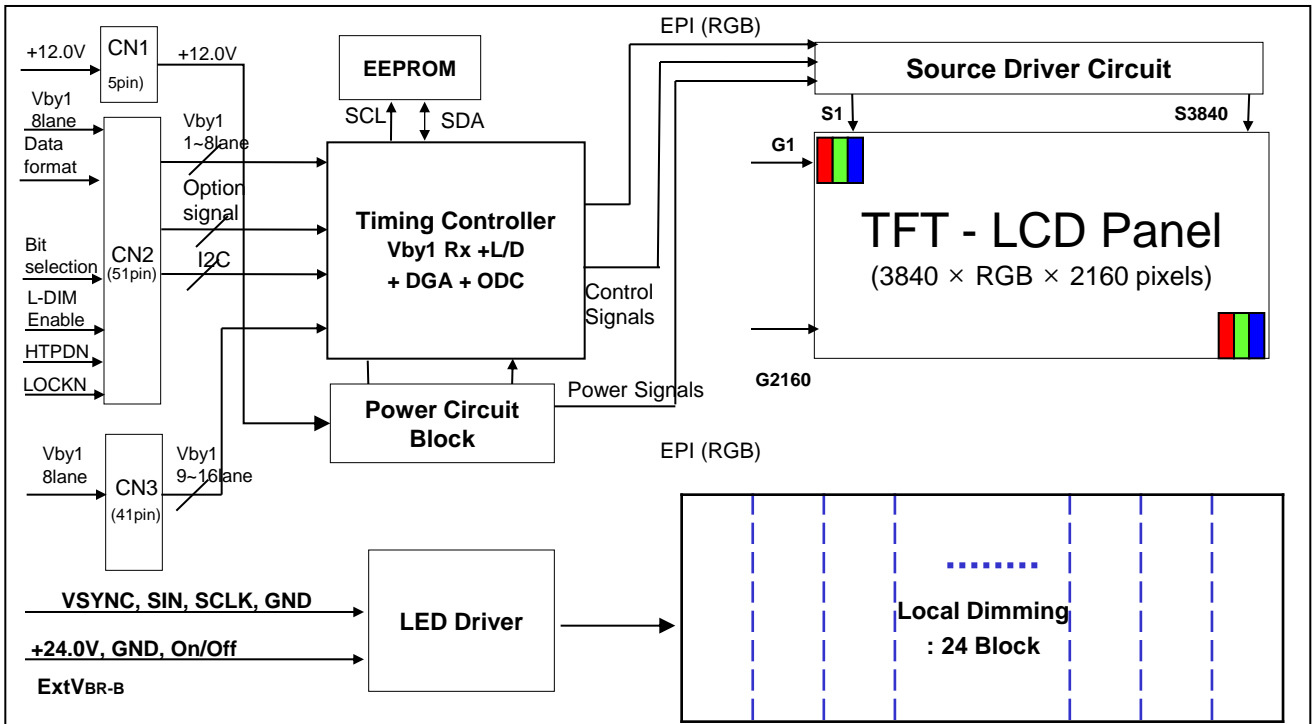 EPI (RGB)
+12.0V
CN1
5pin)
+12.0V
EEPROM
SCL
SDA
Source Driver Circuit
S1
S3840
Vby1
8lane
Data
format
Bit
selection
L-DIM
Enable
HTPDN
LOCKN
CN2
(51pin)
Vby1
1~8lane
Option
signal
I2C
Timing Controller
Vby1 Rx +L/D
+ DGA + ODC
Control
Signals
G1
TFT - LCD Panel
(3840 × RGB × 2160 pixels)
G2160
Power Signals
Power Circuit
Block
EPI (RGB)
Vby1
8lane
CN3
(41pin)
Vby1
9~16lane
VSYNC, SIN, SCLK, GND
+24.0V, GND, On/Off
ExtVBR-B
LED Driver
Local Dimming
: 24 Block